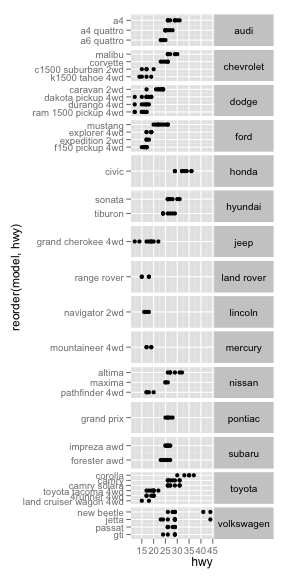 a4
a4 quattro
a6 quattro
audi
malibu
corvette
c1500 suburban 2wd
k1500 tahoe 4wd
chevrolet
caravan 2wd
dakota pickup 4wd
durango 4wd
ram 1500 pickup 4wd
dodge
mustang
explorer 4wd
expedition 2wd
f150 pickup 4wd
ford
civic
honda
sonata
tiburon
hyundai
grand cherokee 4wd
jeep
range rover
land rover
navigator 2wd
lincoln
mountaineer 4wd
mercury
altima
maxima
pathfinder 4wd
nissan
grand prix
pontiac
impreza awd
forester awd
subaru
corolla
camry
camry solara
toyota tacoma 4wd
4runner 4wd
land cruiser wagon 4wd
toyota
new beetle
jetta
passat
gti
volkswagen
15 20 25 30 35 40 45
hwy
reorder(model, hwy)